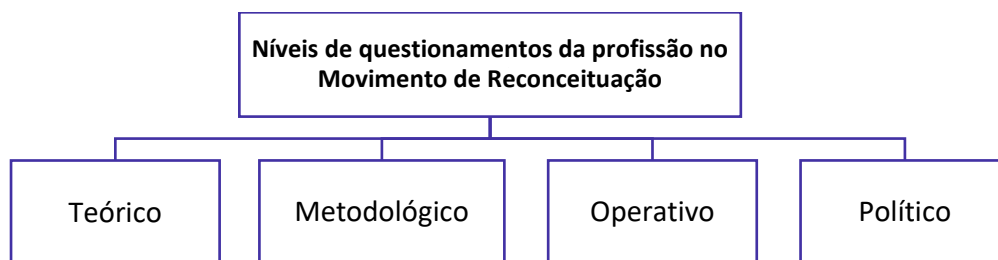 Níveis de questionamentos da profissão no
Movimento de Reconceituação
Teórico
Metodológico
Operativo
Político